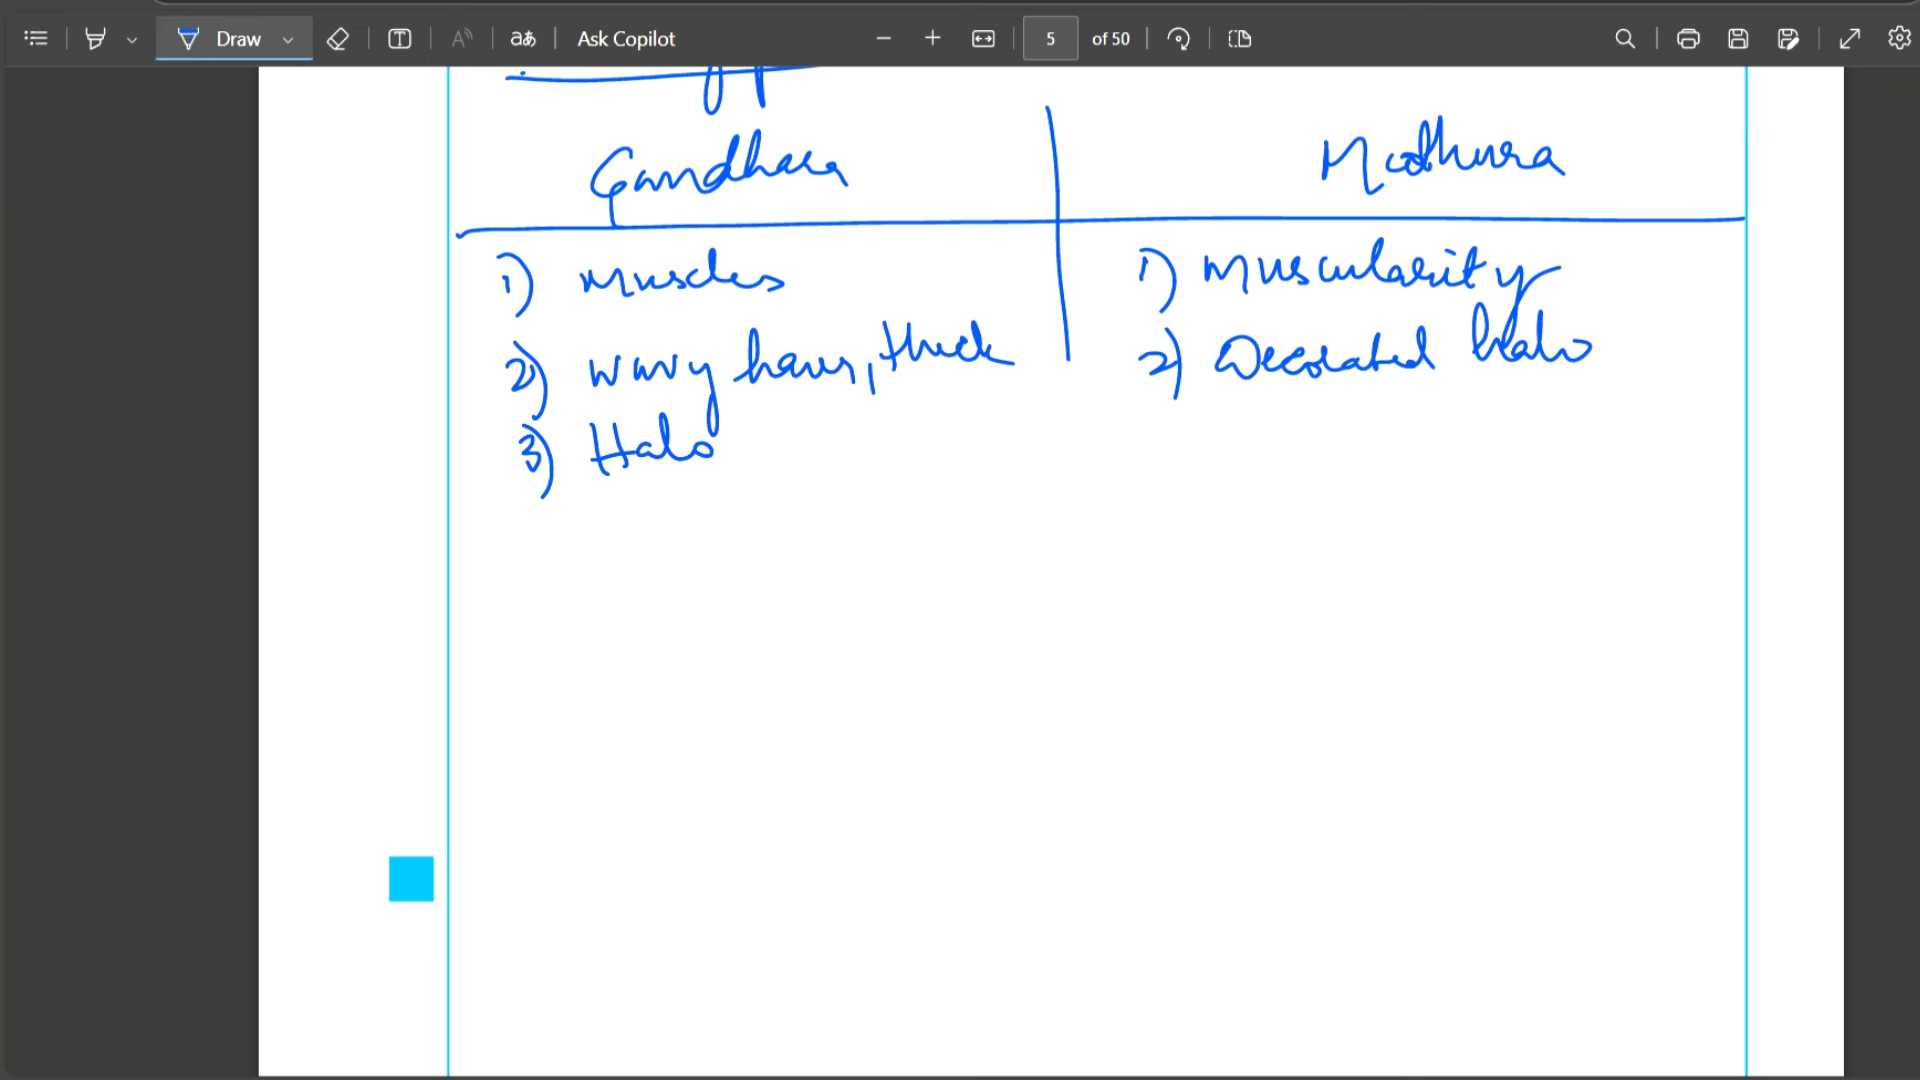 Draw
Ask Copilot
5 of 50
Gandhara
Mathura
1) Muscles
2) Wavy hairs, thick
3) Halo
1) Muscularity
2) Decorated halo